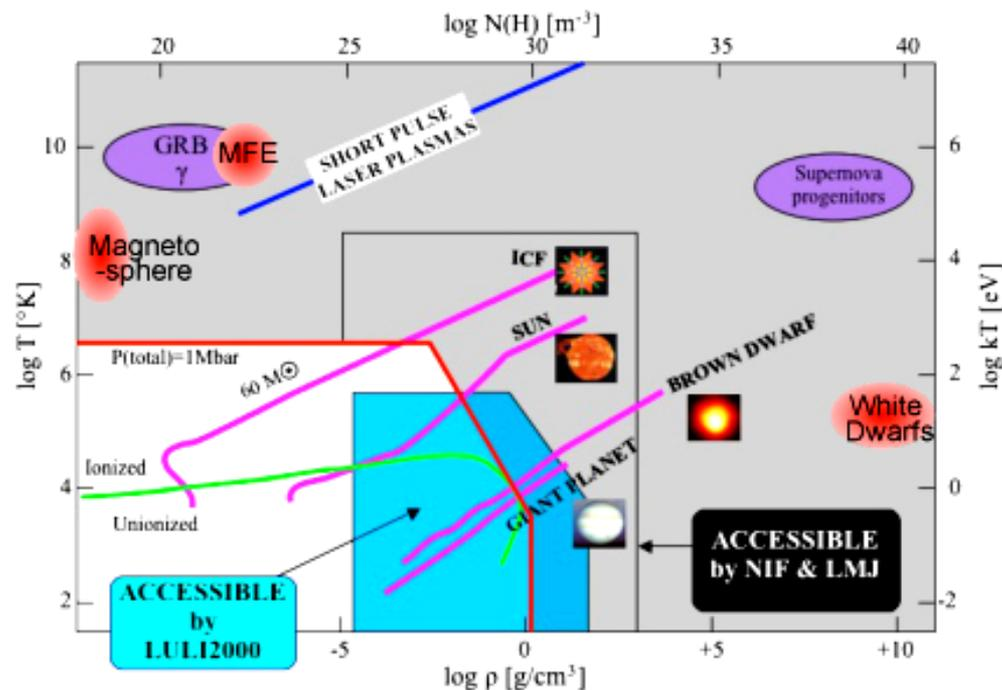 log N(H) [m⁻³]
20 25 30 35 40
log T [°K]
10
8
6
4
2
log kT [eV]
6
4
2
0
-2
GRB
γ
MFE
SHORT PULSE
LASER PLASMAS
Supernova
progenitors
Magneto
-sphere
ICF
SUN
P(total)=1Mbar
60 M⊙
BROWN DWARF
White
Dwarfs
Ionized
Unionized
GIANT PLANET
ACCESSIBLE
by NIF & LMJ
ACCESSIBLE
by
LULI2000
-5 0 +5 +10
log ρ [g/cm³]